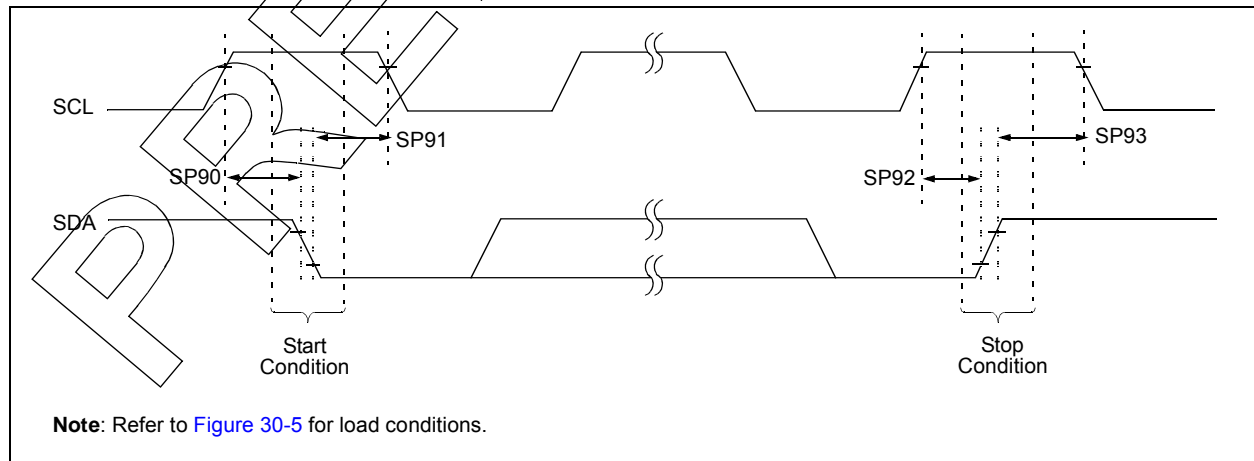 SCL
SP91
SP93
SP90
SP92
SDA
Start
Condition
Stop
Condition
Note: Refer to Figure 30-5 for load conditions.
P R E